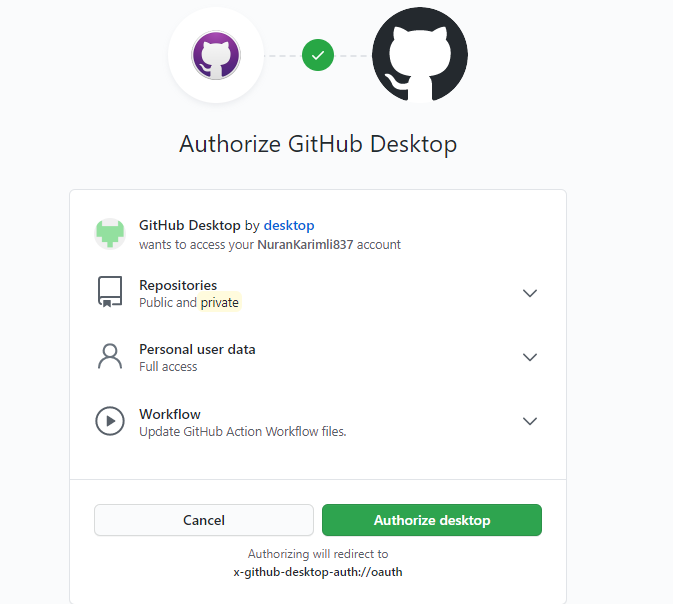 Authorize GitHub Desktop
GitHub Desktop by desktop
wants to access your NuranKarimli837 account
Repositories
Public and private
Personal user data
Full access
Workflow
Update GitHub Action Workflow files.
Cancel
Authorize desktop
Authorizing will redirect to
x-github-desktop-auth://oauth